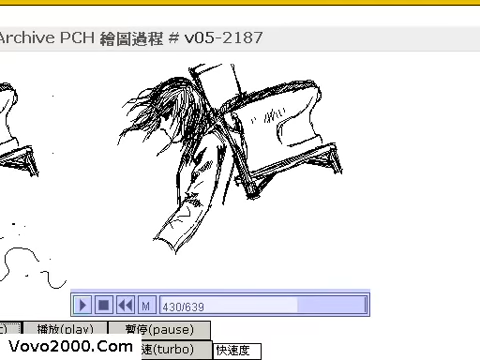 Archive PCH 繪圖過程 # v05-2187
M 430/639
播放(play) 暫停(pause)
速(turbo) 快速度
Vovo2000.Com